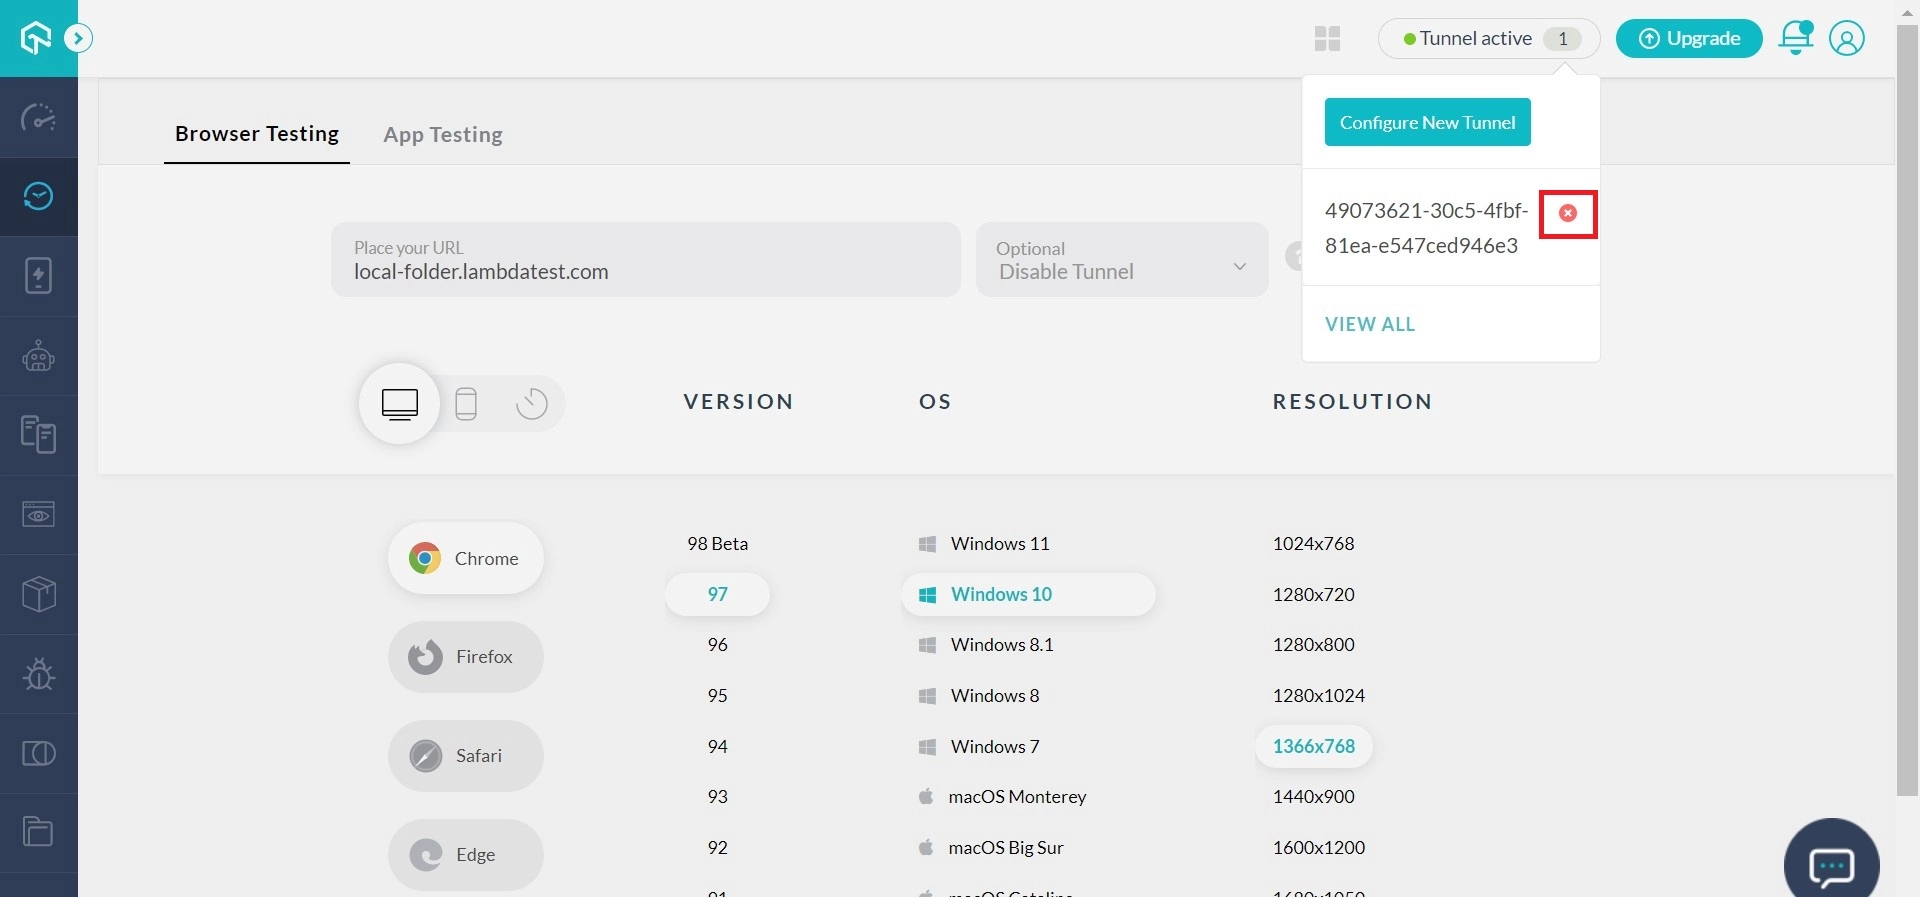 Tunnel active 1
Upgrade
Configure New Tunnel
Browser Testing
App Testing
49073621-30c5-4fbf-
81ea-e547ced946e3
Place your URL
local-folder.lambdatest.com
Optional
Disable Tunnel
VIEW ALL
VERSION
OS
RESOLUTION
98 Beta
Windows 11
1024x768
Chrome
97
Windows 10
1280x720
96
Windows 8.1
1280x800
Firefox
95
Windows 8
1280x1024
94
Windows 7
1366x768
Safari
93
macOS Monterey
1440x900
92
macOS Big Sur
1600x1200
Edge